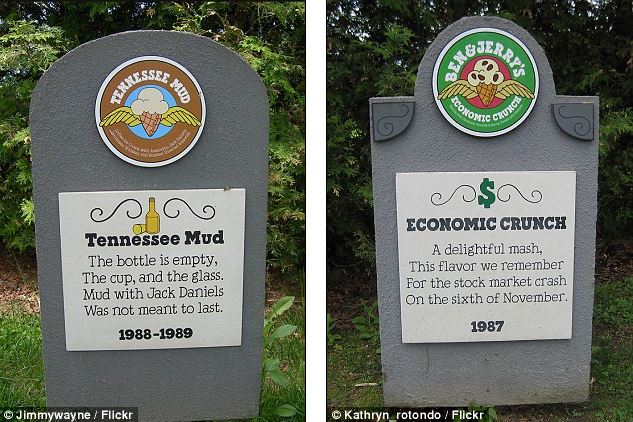 TENNESSEE MUD
Tennessee Mud
The bottle is empty,
The cup, and the glass.
Mud with Jack Daniels
Was not meant to last.
1988-1989
© Jimmywayne / Flickr
BEN & JERRY'S
ECONOMIC CRUNCH
$
ECONOMIC CRUNCH
A delightful mash,
This flavor we remember
For the stock market crash
On the sixth of November.
1987
© Kathryn_rotondo / Flickr